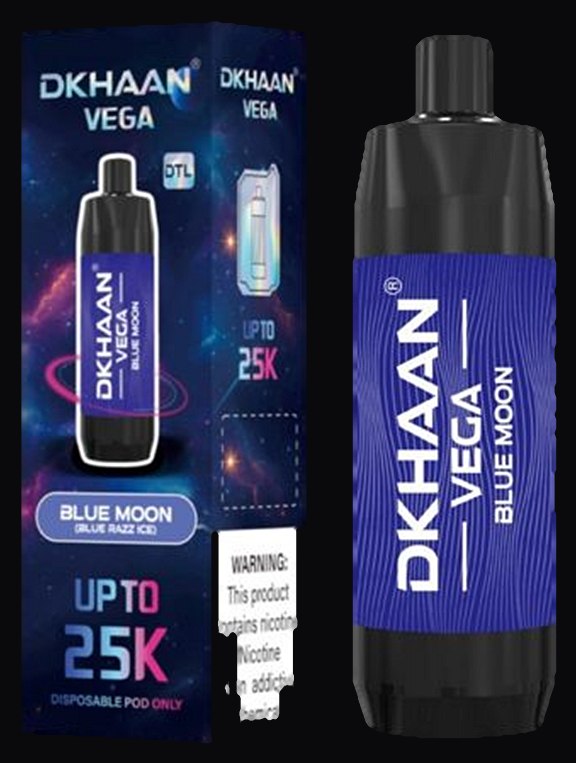 DKHAAN®
VEGA
DTL
DKHAAN®
VEGA
BLUE MOON
BLUE MOON
(BLUE RAZZ ICE)
UP TO
25K
DISPOSABLE POD ONLY
DKHAAN®
VEGA
UP TO
25K
WARNING:
This product
nicotine
Nicotine
addictive
chemical
DKHAAN®
VEGA
BLUE MOON